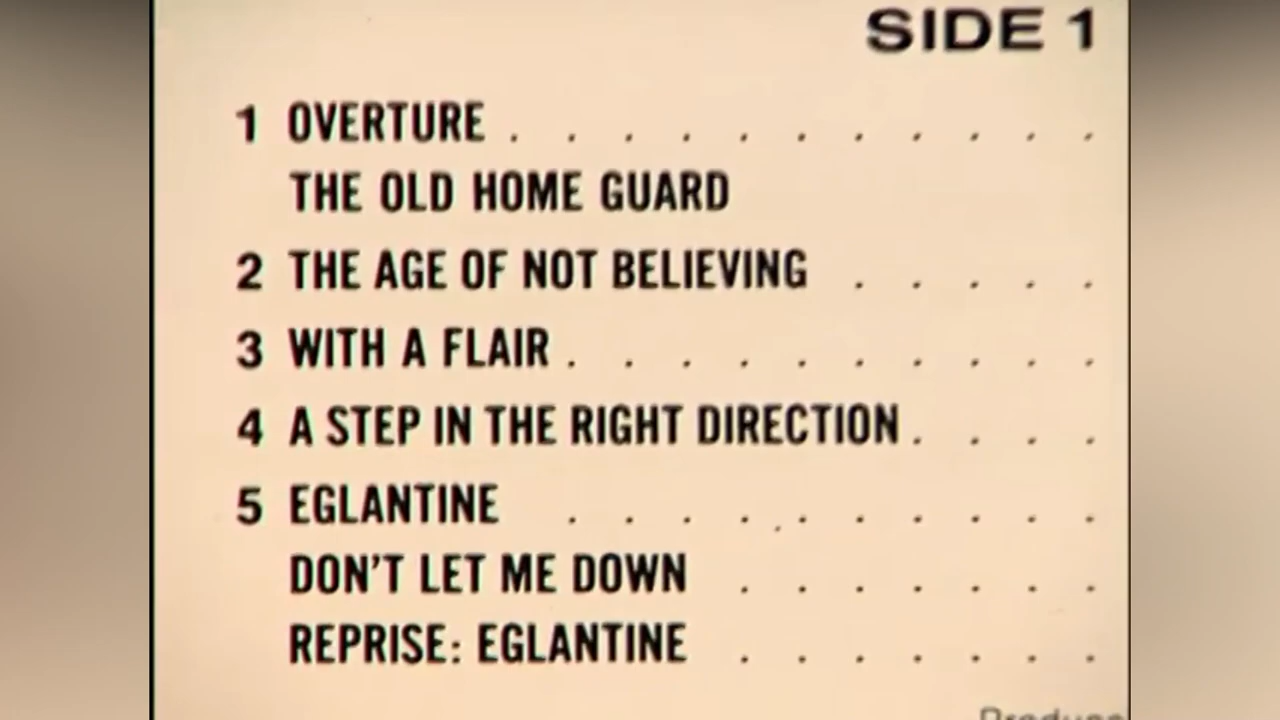 SIDE 1
1 OVERTURE . . . . . . . . . . .
THE OLD HOME GUARD
2 THE AGE OF NOT BELIEVING . . . . .
3 WITH A FLAIR . . . . . . . . . .
4 A STEP IN THE RIGHT DIRECTION . . . .
5 EGLANTINE . . . . . . . . . .
DON'T LET ME DOWN . . . . . . .
REPRISE: EGLANTINE . . . . . . .